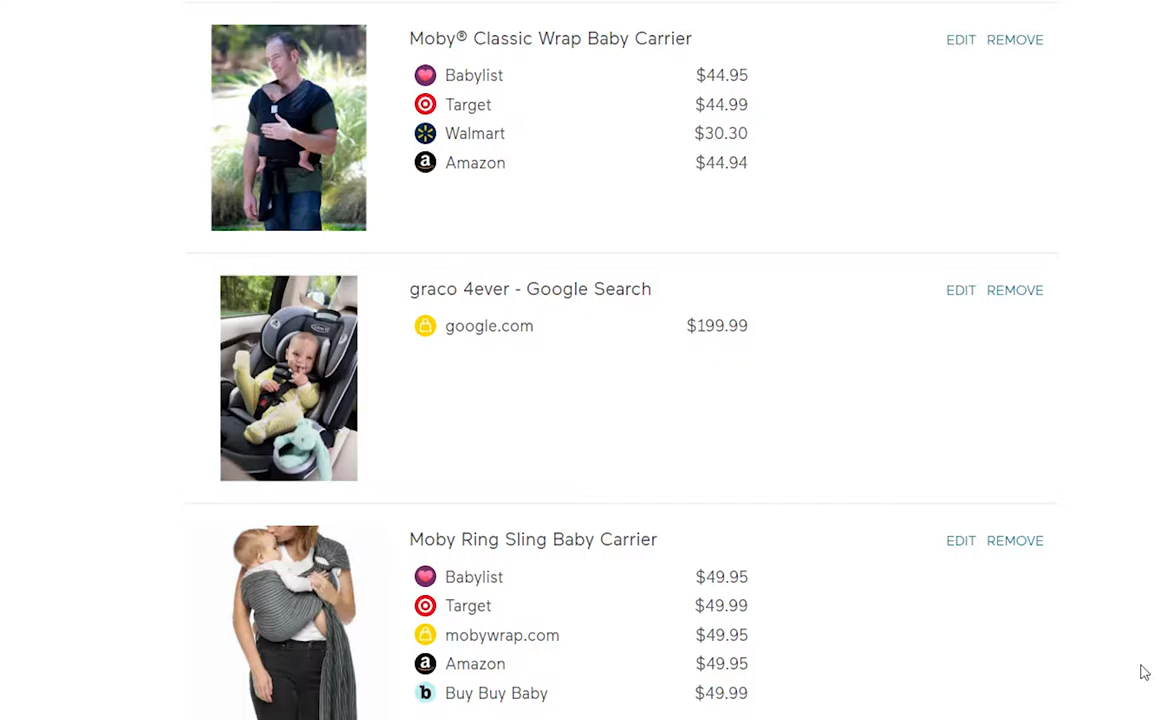 Moby® Classic Wrap Baby Carrier
EDIT REMOVE
Babylist $44.95
Target $44.99
Walmart $30.30
a Amazon $44.94
graco 4ever - Google Search
EDIT REMOVE
google.com $199.99
Moby Ring Sling Baby Carrier
EDIT REMOVE
Babylist $49.95
Target $49.99
mobywrap.com $49.95
a Amazon $49.95
b Buy Buy Baby $49.99